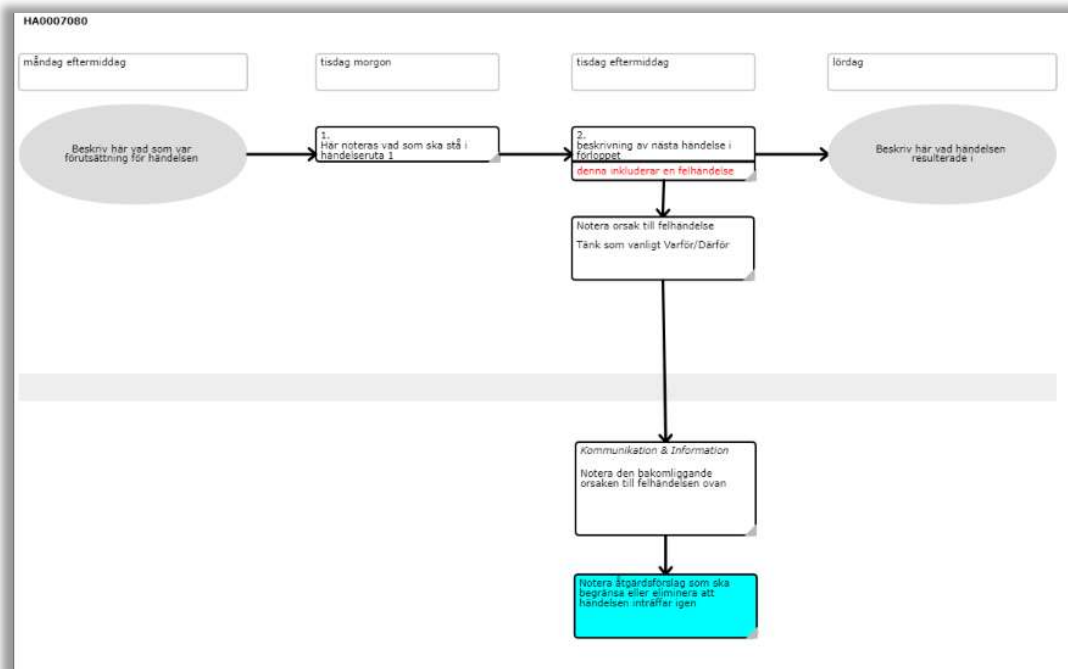 HA0007080
måndag eftermiddag
tisdag morgon
tisdag eftermiddag
lördag
Beskriv här vad som var
förutsättning för händelsen
1.
Här noteras vad som ska stå i
händelseruta 1
2.
beskrivning av nästa händelse i
förloppet
denna inkluderar en felhändelse
Beskriv här vad händelsen
resulterade i
Notera orsak till felhändelse
Tänk som vanligt Varför/Därför
Kommunikation & Information
Notera den bakomliggande
orsaken till felhändelsen ovan
Notera åtgärdsförslag som ska
begränsa eller eliminera att
händelsen inträffar igen